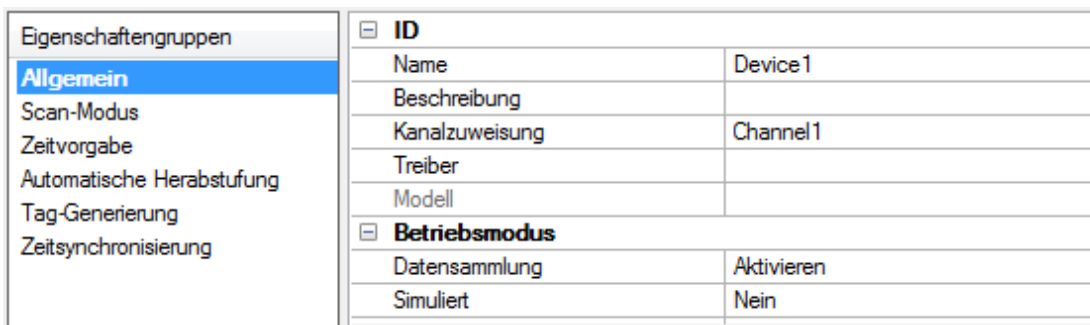 Eigenschaftengruppen
Allgemein
Scan-Modus
Zeitvorgabe
Automatische Herabstufung
Tag-Generierung
Zeitsynchronisierung
ID
Name Device1
Beschreibung
Kanalzuweisung Channel1
Treiber
Modell
Betriebsmodus
Datensammlung Aktivieren
Simuliert Nein